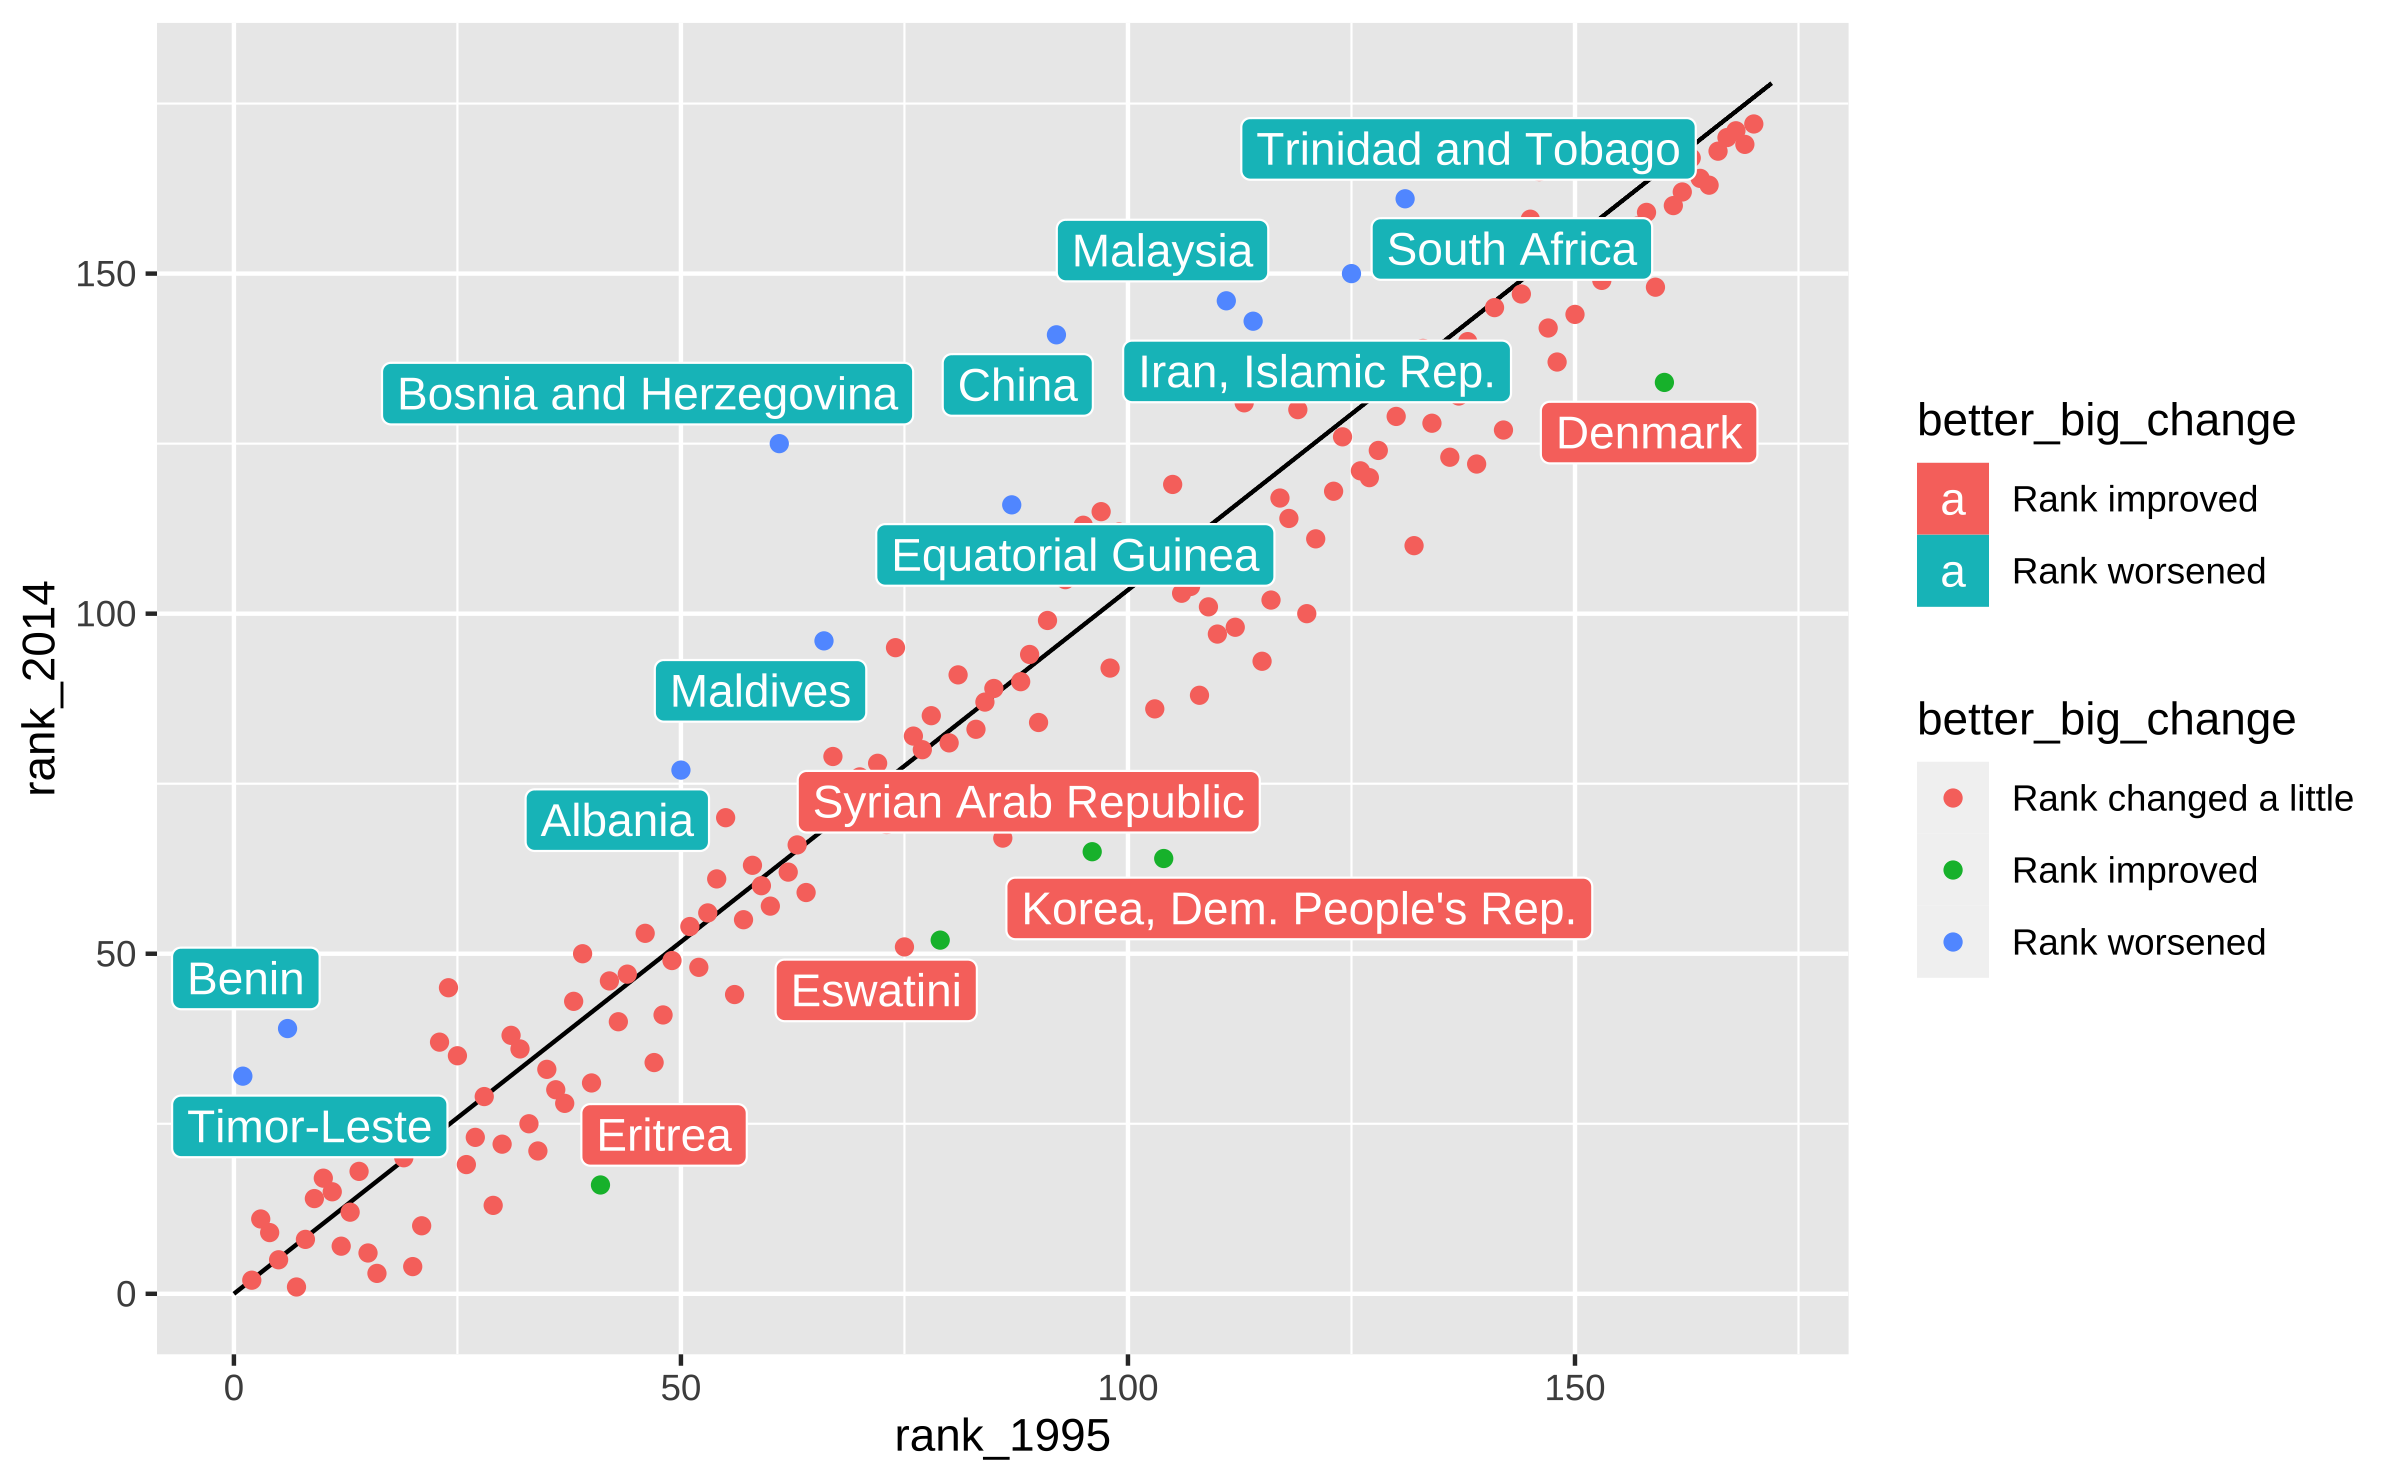 Trinidad and Tobago
South Africa
Malaysia
Iran, Islamic Rep.
China
Bosnia and Herzegovina
Denmark
Equatorial Guinea
Maldives
Syrian Arab Republic
Albania
Korea, Dem. People's Rep.
Eswatini
Benin
Timor-Leste
Eritrea
150
100
50
0
rank_2014
0
50
100
150
rank_1995
better_big_change
a Rank improved
a Rank worsened
better_big_change
Rank changed a little
Rank improved
Rank worsened